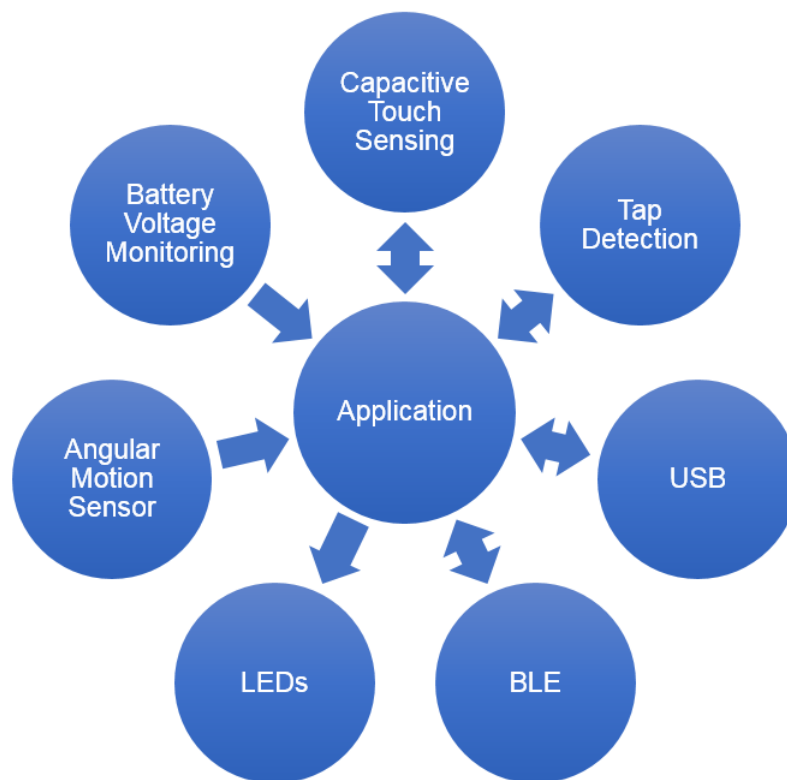 Capacitive
Touch
Sensing
Battery
Voltage
Monitoring
Tap
Detection
Application
Angular
Motion
Sensor
USB
LEDs
BLE